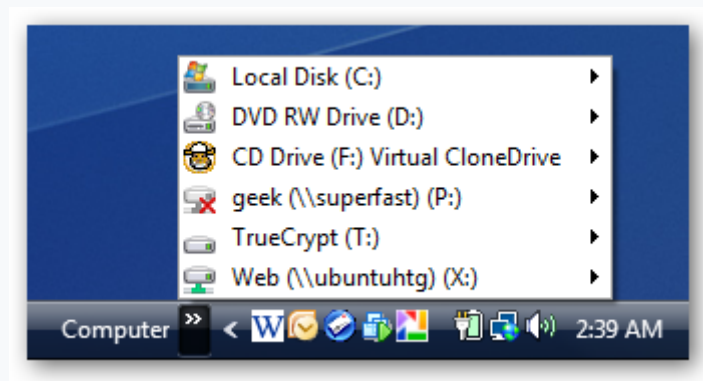 Local Disk (C:)
DVD RW Drive (D:)
CD Drive (F:) Virtual CloneDrive
geek (\\superfast) (P:)
TrueCrypt (T:)
Web (\\ubuntuhtg) (X:)
Computer » < W 2:39 AM